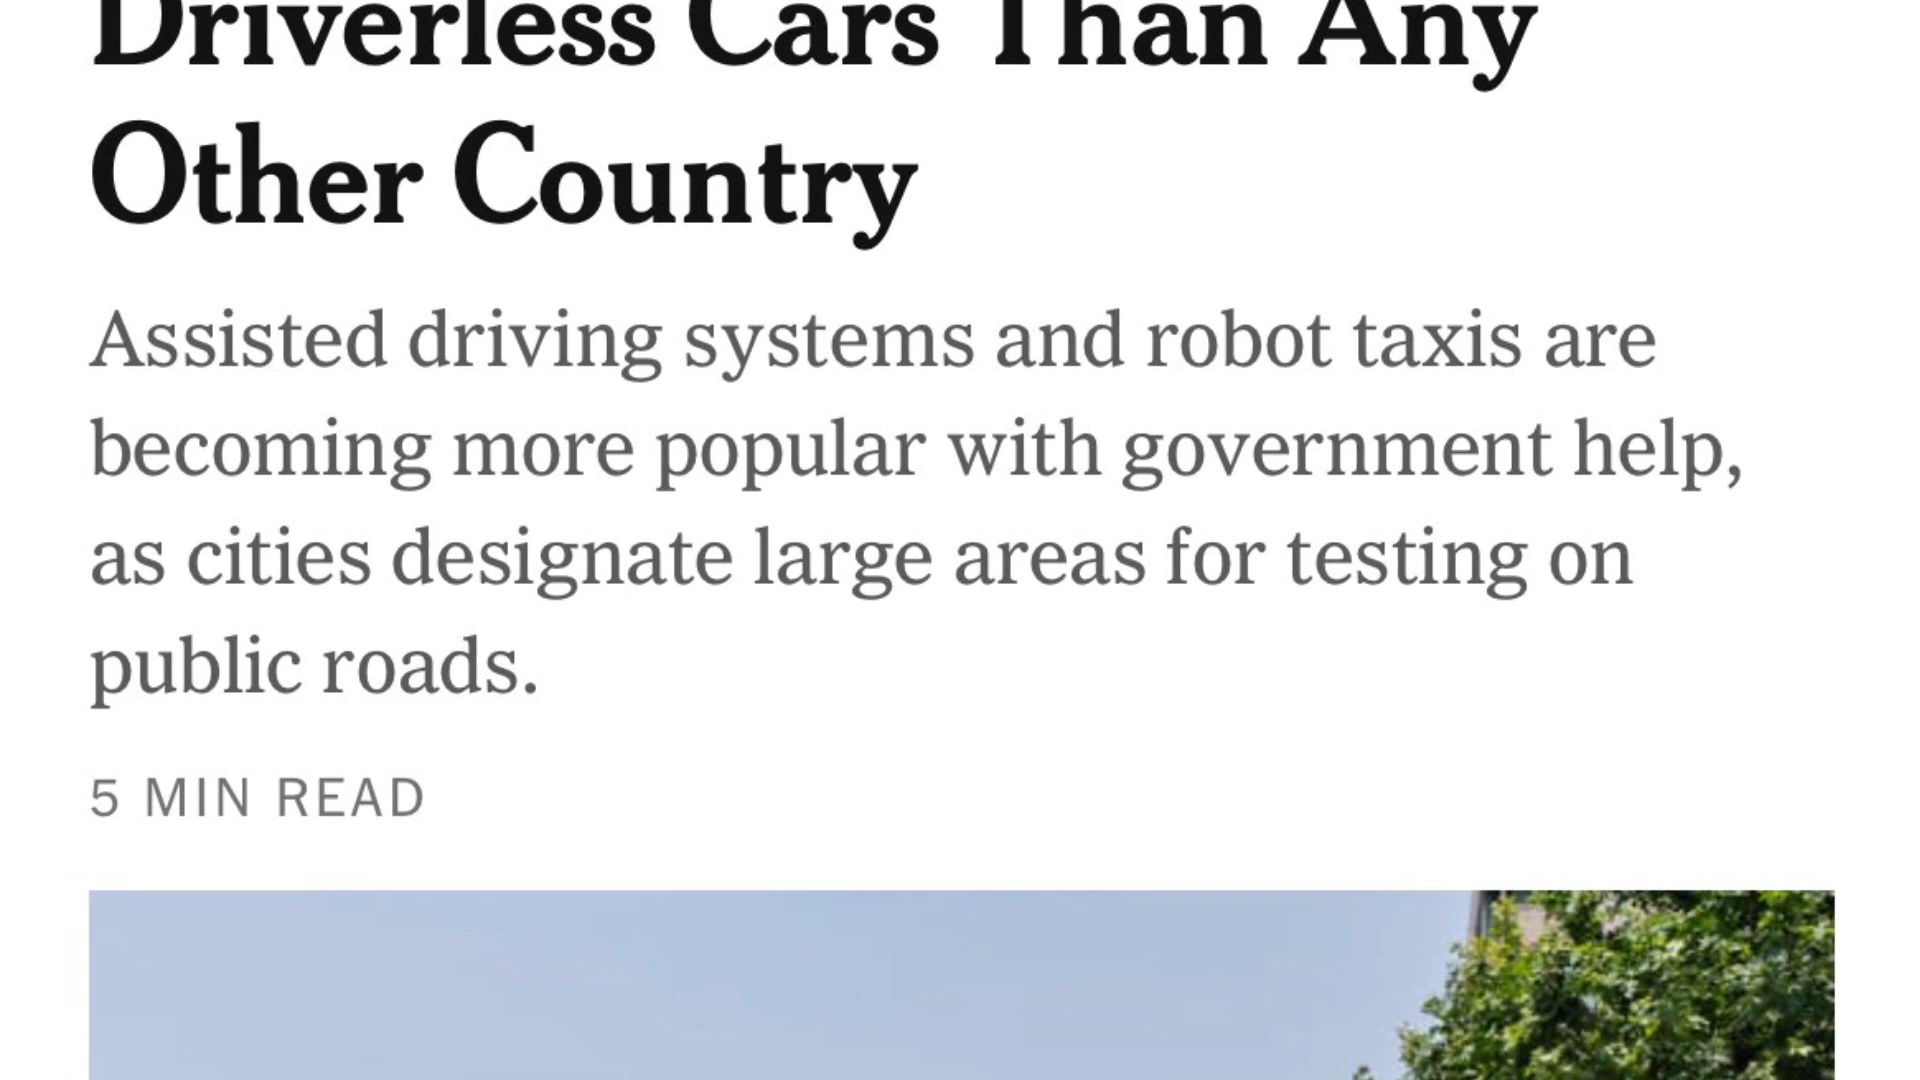 Driverless Cars Than Any
Other Country
Assisted driving systems and robot taxis are
becoming more popular with government help,
as cities designate large areas for testing on
public roads.
5 MIN READ